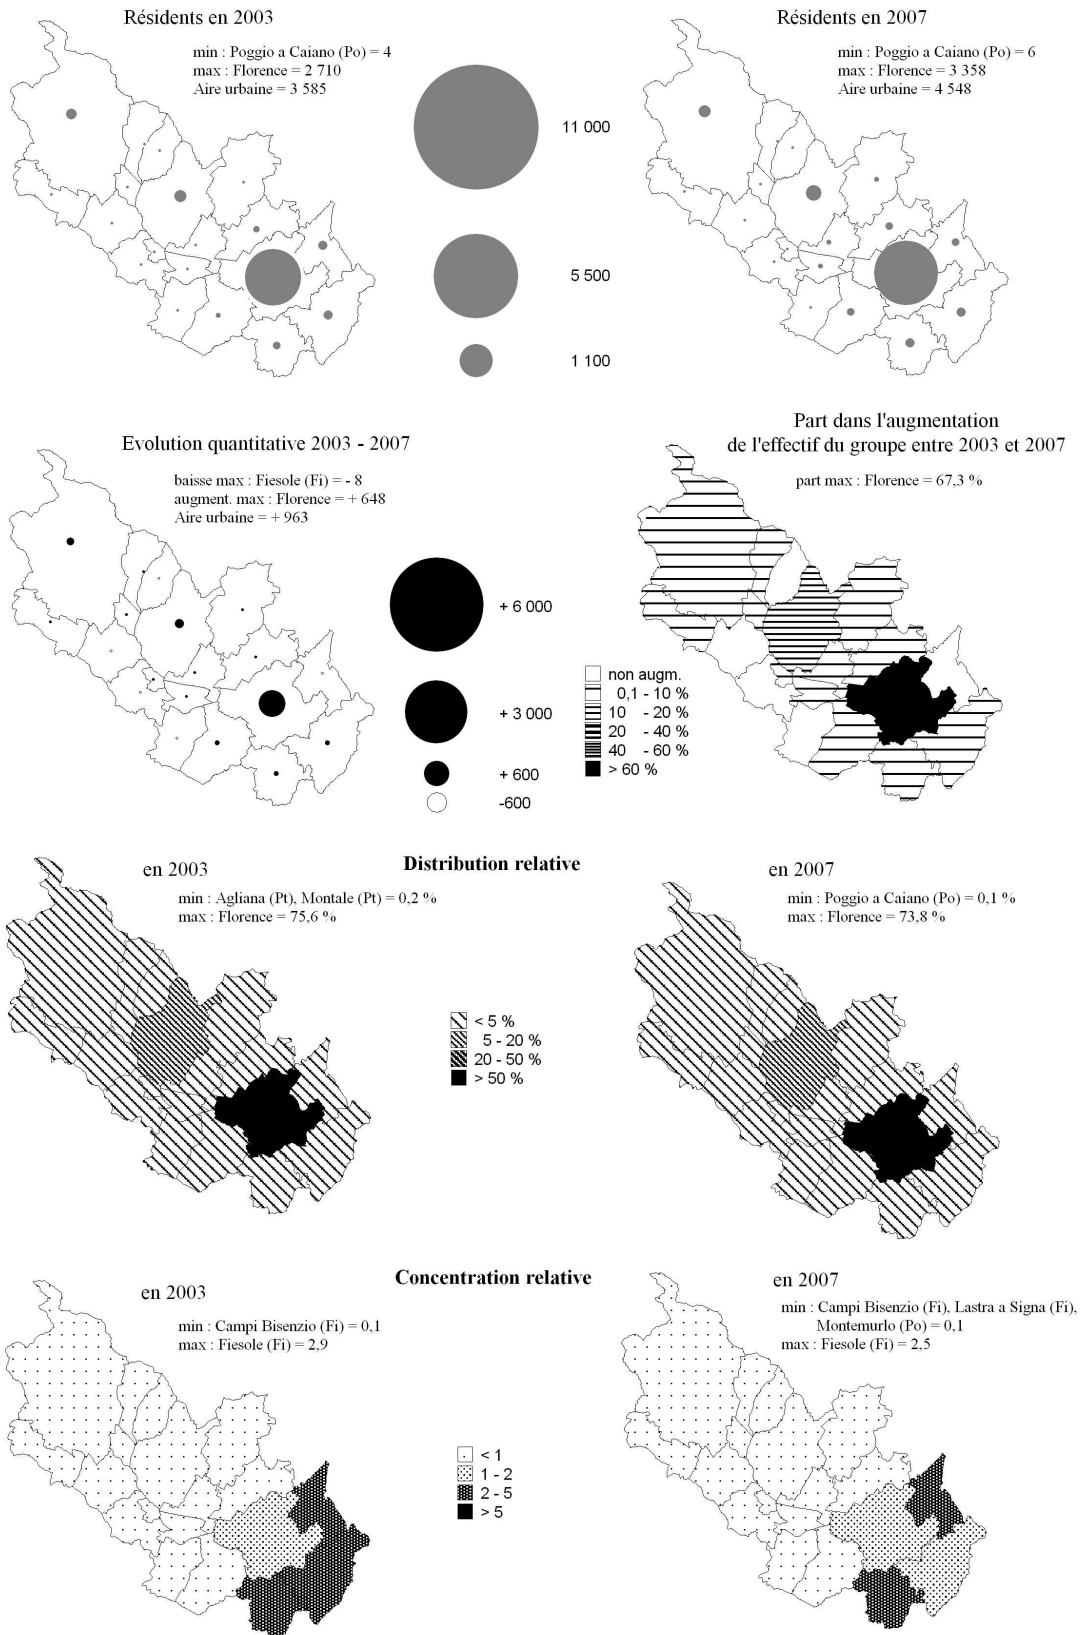 Résidents en 2003
min : Poggio a Caiano (Po) = 4
max : Florence = 2 710
Aire urbaine = 3 585
11 000
5 500
1 100
Résidents en 2007
min : Poggio a Caiano (Po) = 6
max : Florence = 3 358
Aire urbaine = 4 548
Evolution quantitative 2003 - 2007
baisse max : Fiesole (Fi) = - 8
augment. max : Florence = + 648
Aire urbaine = + 963
+ 6 000
+ 3 000
+ 600
-600
Part dans l'augmentation
de l'effectif du groupe entre 2003 et 2007
part max : Florence = 67,3 %
non augm.
0,1 - 10 %
10 - 20 %
20 - 40 %
40 - 60 %
> 60 %
Distribution relative
en 2003
min : Agliana (Pt), Montale (Pt) = 0,2 %
max : Florence = 75,6 %
< 5 %
5 - 20 %
20 - 50 %
> 50 %
en 2007
min : Poggio a Caiano (Po) = 0,1 %
max : Florence = 73,8 %
Concentration relative
en 2003
min : Campi Bisenzio (Fi) = 0,1
max : Fiesole (Fi) = 2,9
< 1
1 - 2
2 - 5
> 5
en 2007
min : Campi Bisenzio (Fi), Lastra a Signa (Fi),
Montemurlo (Po) = 0,1
max : Fiesole (Fi) = 2,5